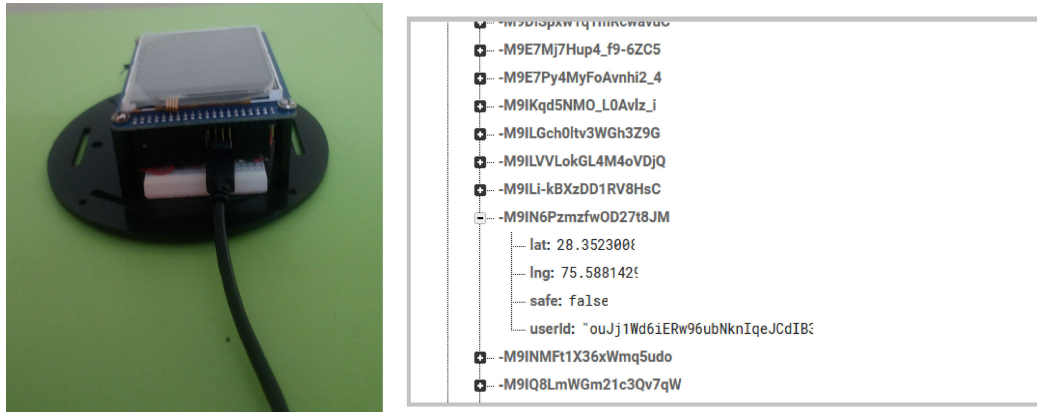 -M9E7Mj7Hup4_f9-6ZC5
-M9E7Py4MyFoAvnhi2_4
-M9IKqd5NMO_L0Avlz_i
-M9ILGch0ltv3WGh3Z9G
-M9ILVVLokGL4M4oVDjQ
-M9ILi-kBXzDD1RV8HsC
-M9IN6PzmzfwOD27t8JM
lat: 28.352300
lng: 75.588142
safe: false
userId: "ouJj1Wd6iERw96ubNknIqeJCdIB3
-M9INMFt1X36xWmq5udo
-M9IQ8LmWGm21c3Qv7qW